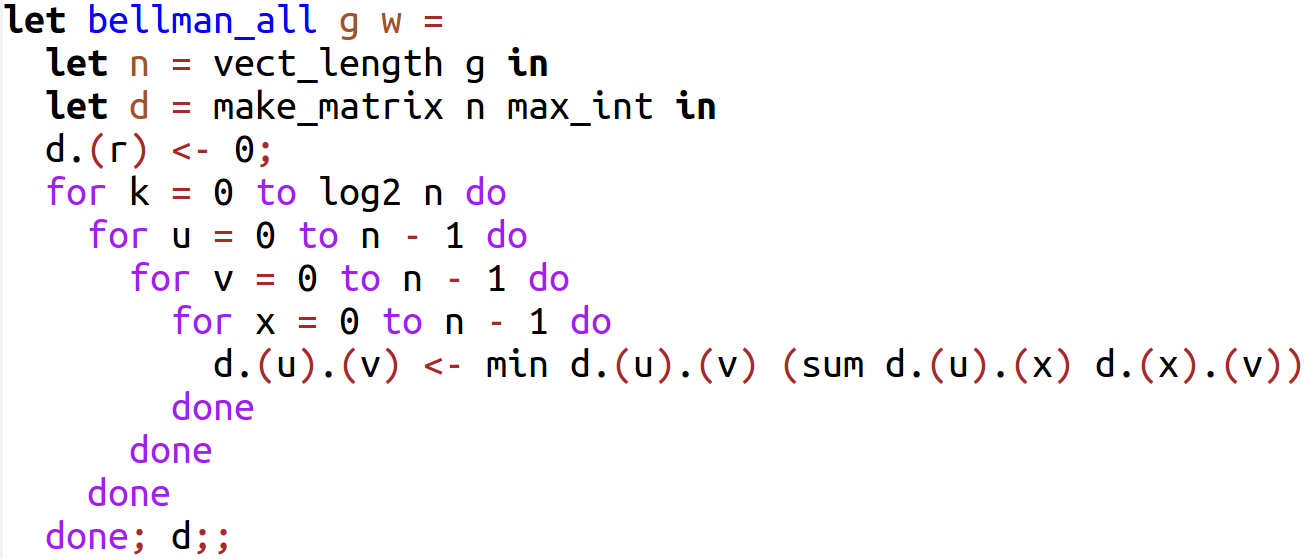 let bellman_all g w =
  let n = vect_length g in
  let d = make_matrix n max_int in
  d.(r) <- 0;
  for k = 0 to log2 n do
    for u = 0 to n - 1 do
      for v = 0 to n - 1 do
        for x = 0 to n - 1 do
          d.(u).(v) <- min d.(u).(v) (sum d.(u).(x) d.(x).(v))
        done
      done
    done
  done; d;;